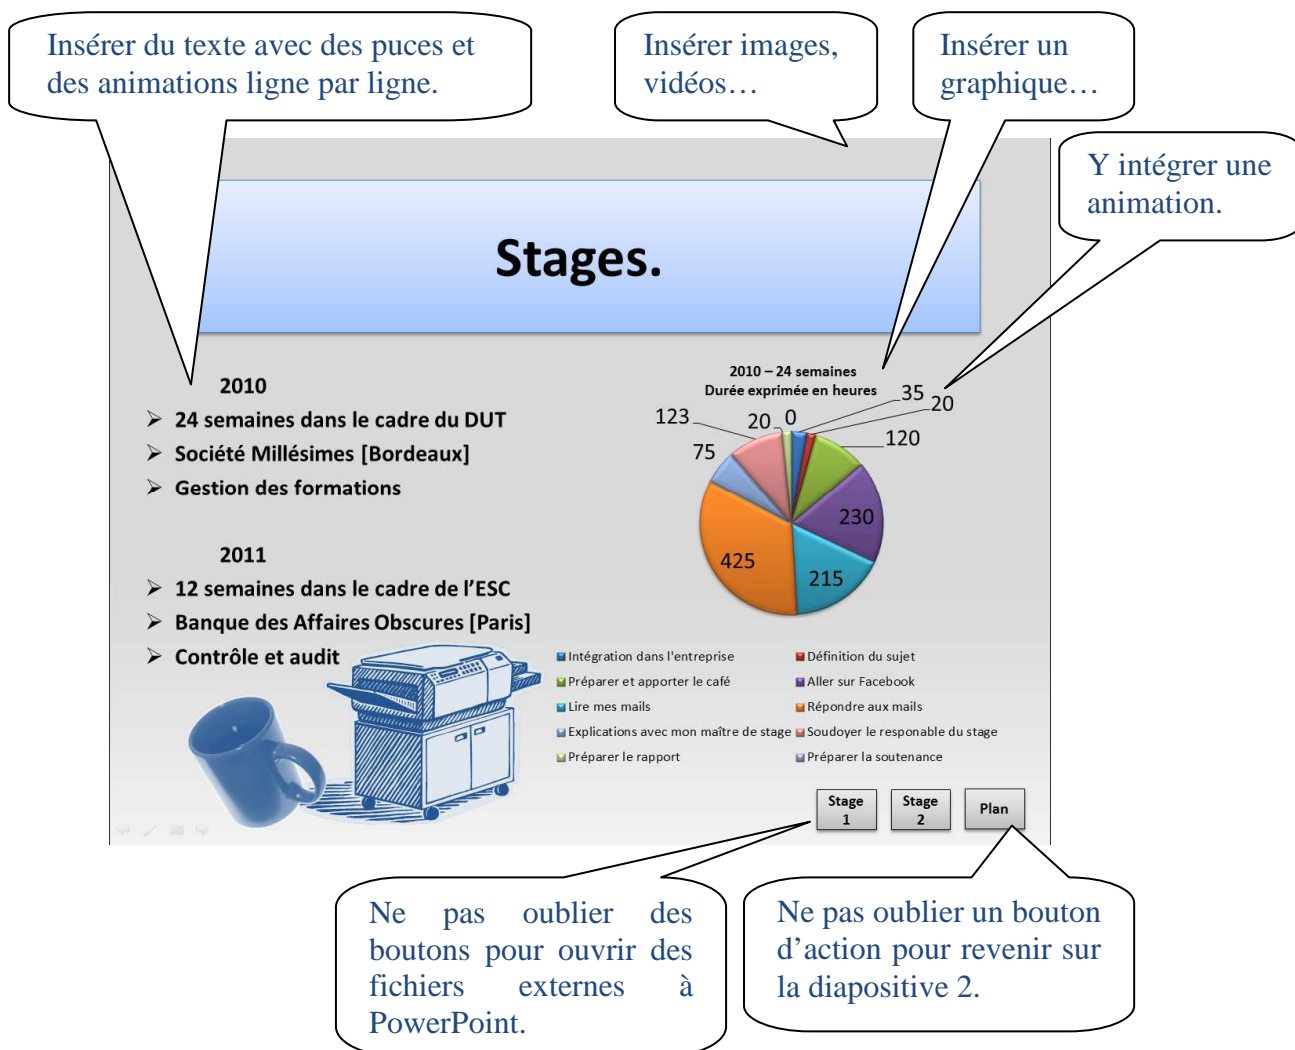 Insérer du texte avec des puces et
des animations ligne par ligne.
Insérer images,
vidéos…
Insérer un
graphique…
Y intégrer une
animation.
Stages.
2010
24 semaines dans le cadre du DUT
Société Millésimes [Bordeaux]
Gestion des formations
2011
12 semaines dans le cadre de l’ESC
Banque des Affaires Obscures [Paris]
Contrôle et audit
2010 – 24 semaines
Durée exprimée en heures
35
20
120
230
215
425
75
123
20
0
Intégration dans l'entreprise
Définition du sujet
Préparer et apporter le café
Aller sur Facebook
Lire mes mails
Répondre aux mails
Explications avec mon maître de stage
Soudoyer le responable du stage
Préparer le rapport
Préparer la soutenance
Stage
1
Stage
2
Plan
Ne pas oublier des
boutons pour ouvrir des
fichiers externes à
PowerPoint.
Ne pas oublier un bouton
d’action pour revenir sur
la diapositive 2.